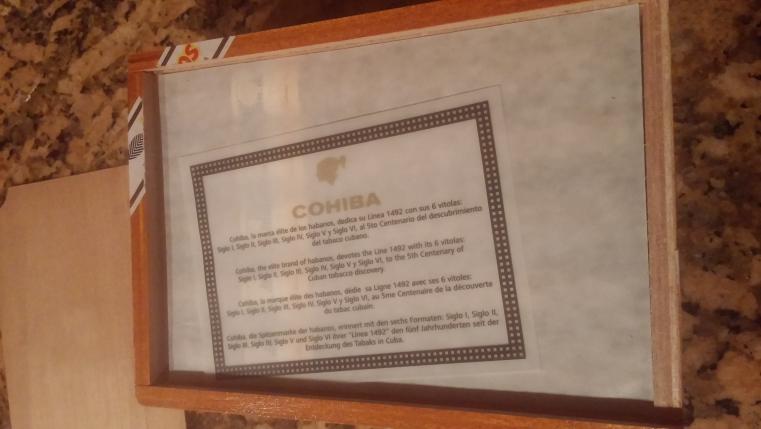 COHIBA
Cohiba, la marca élite de los habanos, dedica su Línea 1492 con sus 6 vitolas:
Siglo I, Siglo II, Siglo III, Siglo IV, Siglo V y Siglo VI, al 5to Centenario del descubrimiento
del tabaco cubano.
Cohiba, the elite brand of habanos, devotes the Line 1492 with its 6 vitolas:
Siglo I, Siglo II, Siglo III, Siglo IV, Siglo V y Siglo VI, to the 5th Centenary of
Cuban tobacco discovery.
Cohiba, la marque élite des habanos, dédie sa Ligne 1492 avec ses 6 vitolas:
Siglo I, Siglo II, Siglo III, Siglo IV, Siglo V y Siglo VI, au 5me Centenaire de la découverte
du tabac cubain.
Cohiba, die Spitzenmarke der habanos, erinnert mit den sechs Formaten: Siglo I, Siglo II,
Siglo III, Siglo IV, Siglo V und Siglo VI ihrer "Línea 1492" den fünf Jahrhunderten seit der
Entdeckung des Tabaks in Cuba.